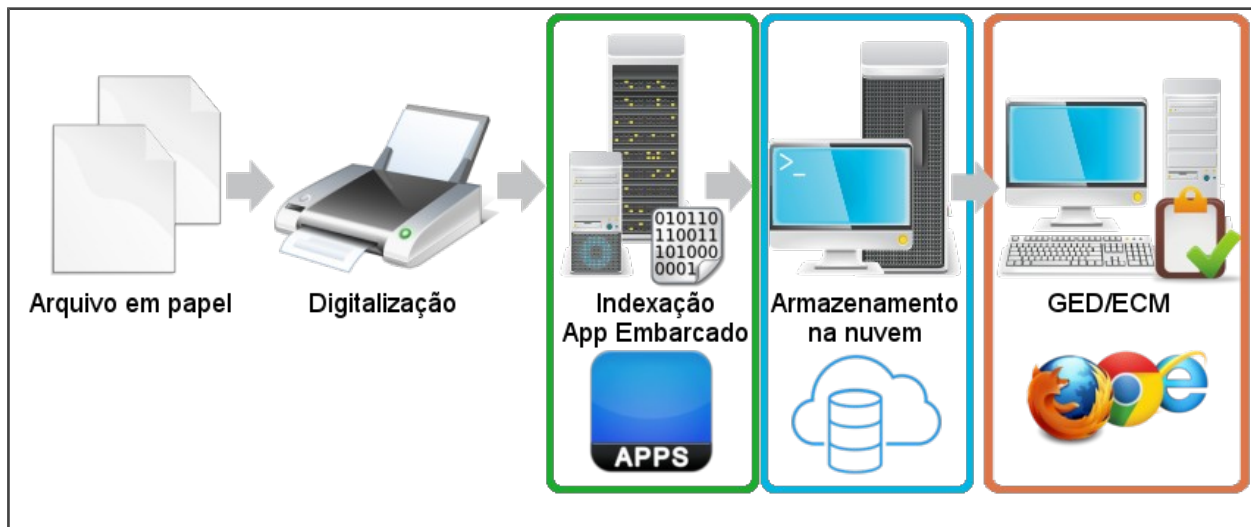 010110
110011
101000
0001
>_
Arquivo em papel
Digitalização
Indexação
App Embarcado
Armazenamento
na nuvem
GED/ECM
APPS